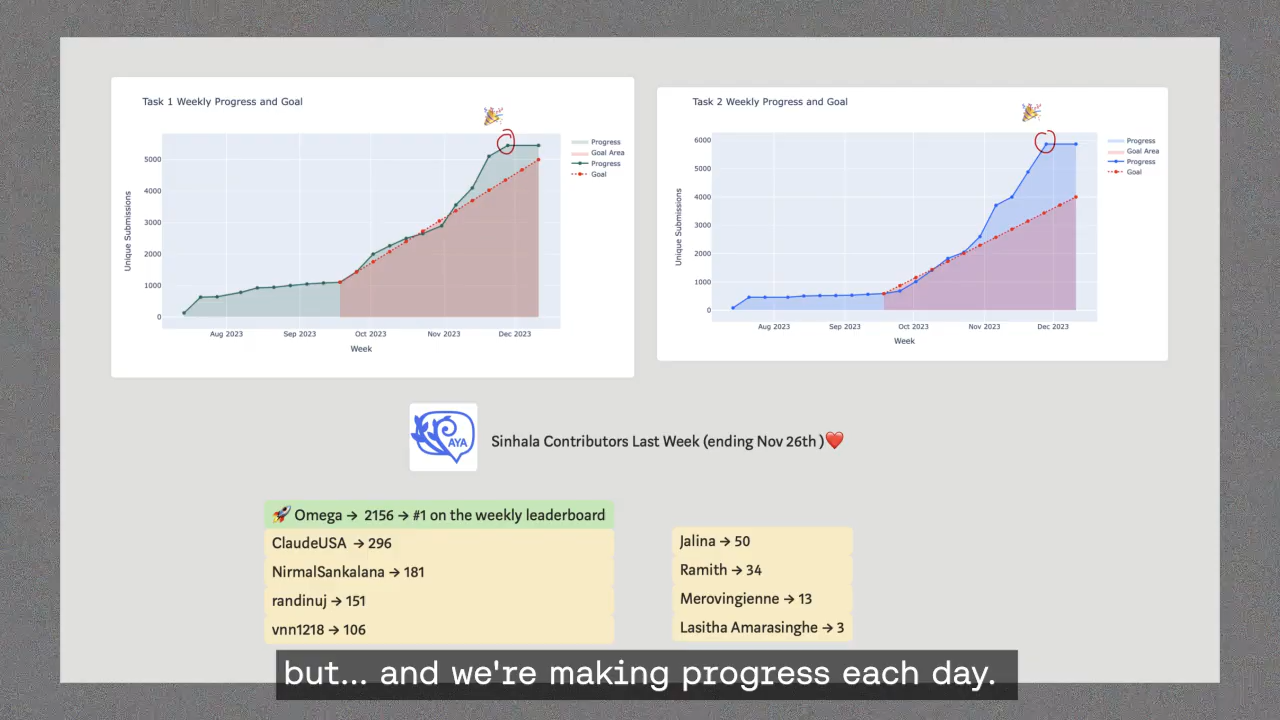 Task 1 Weekly Progress and Goal
5000
4000
3000
2000
1000
0
Unique Submissions
Aug 2023
Sep 2023
Oct 2023
Nov 2023
Dec 2023
Week
Progress
Goal Area
Progress
Goal
Task 2 Weekly Progress and Goal
6000
5000
4000
3000
2000
1000
0
Unique Submissions
Aug 2023
Sep 2023
Oct 2023
Nov 2023
Dec 2023
Week
Progress
Goal Area
Progress
Goal
AYA
Sinhala Contributors Last Week (ending Nov 26th )❤️
🚀 Omega → 2156 → #1 on the weekly leaderboard
ClaudeUSA → 296
NirmalSankalana → 181
randinuj → 151
vnn1218 → 106
Jalina → 50
Ramith → 34
Merovingienne → 13
Lasitha Amarasinghe → 3
but... and we're making progress each day.